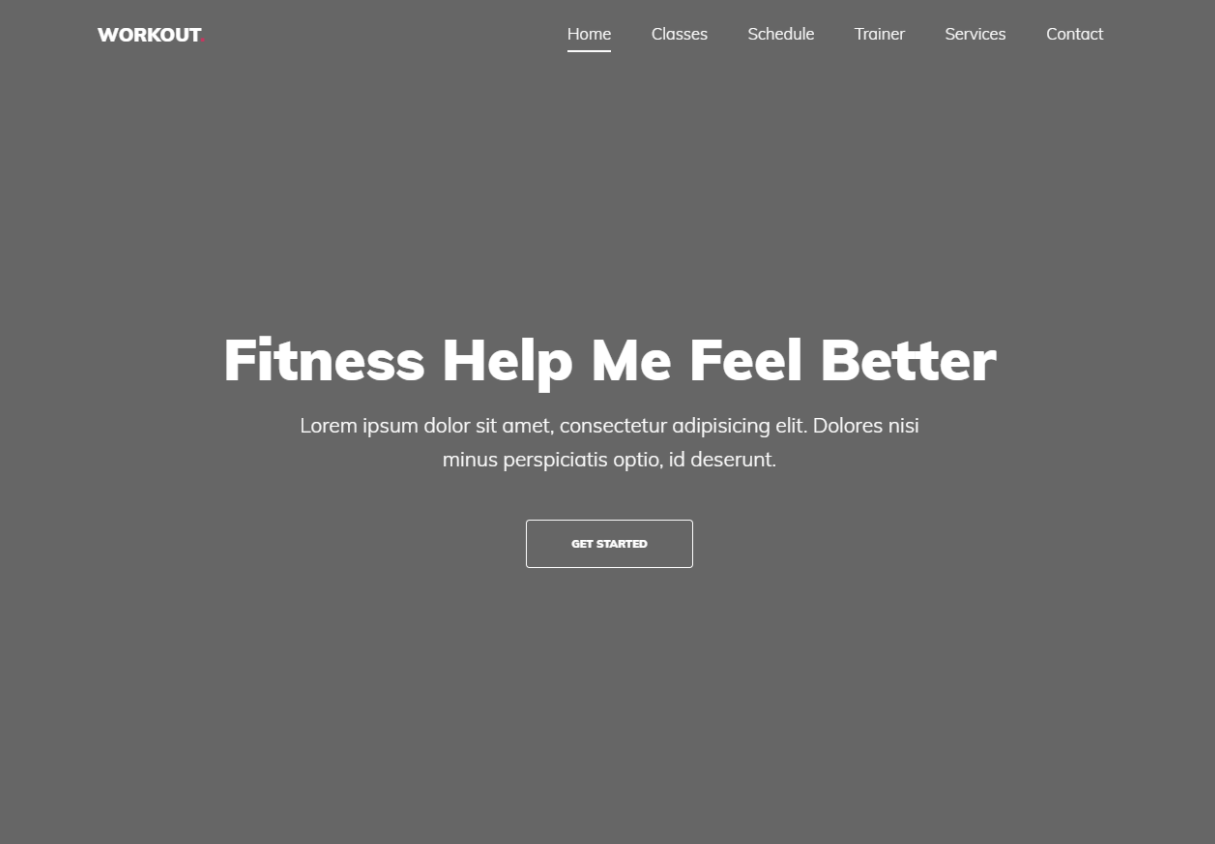 WORKOUT.
Home Classes Schedule Trainer Services Contact
Fitness Help Me Feel Better
Lorem ipsum dolor sit amet, consectetur adipisicing elit. Dolores nisi
minus perspiciatis optio, id deserunt.
GET STARTED